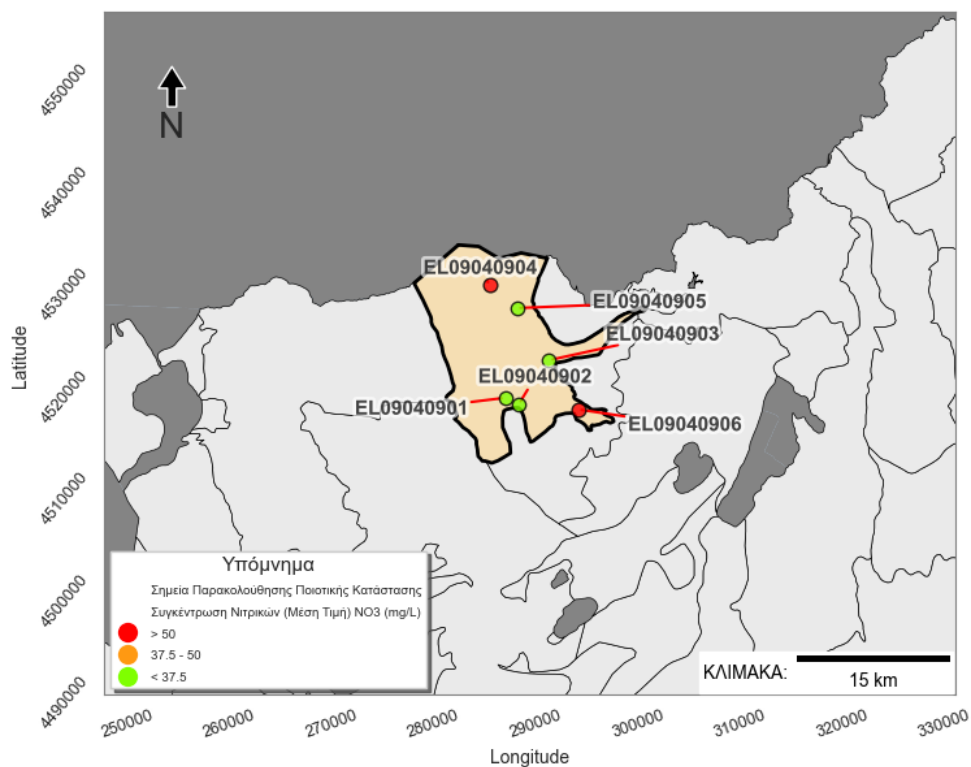 4550000
4540000
4530000
4520000
4510000
4500000
4490000
Latitude
N
EL09040904
EL09040905
EL09040903
EL09040902
EL09040901
EL09040906
Υπόμνημα
Σημεία Παρακολούθησης Ποιοτικής Κατάστασης
Συγκέντρωση Νιτρικών (Μέση Τιμή) NO3 (mg/L)
> 50
37.5 - 50
< 37.5
ΚΛΙΜΑΚΑ:
15 km
250000
260000
270000
280000
290000
300000
310000
320000
330000
Longitude